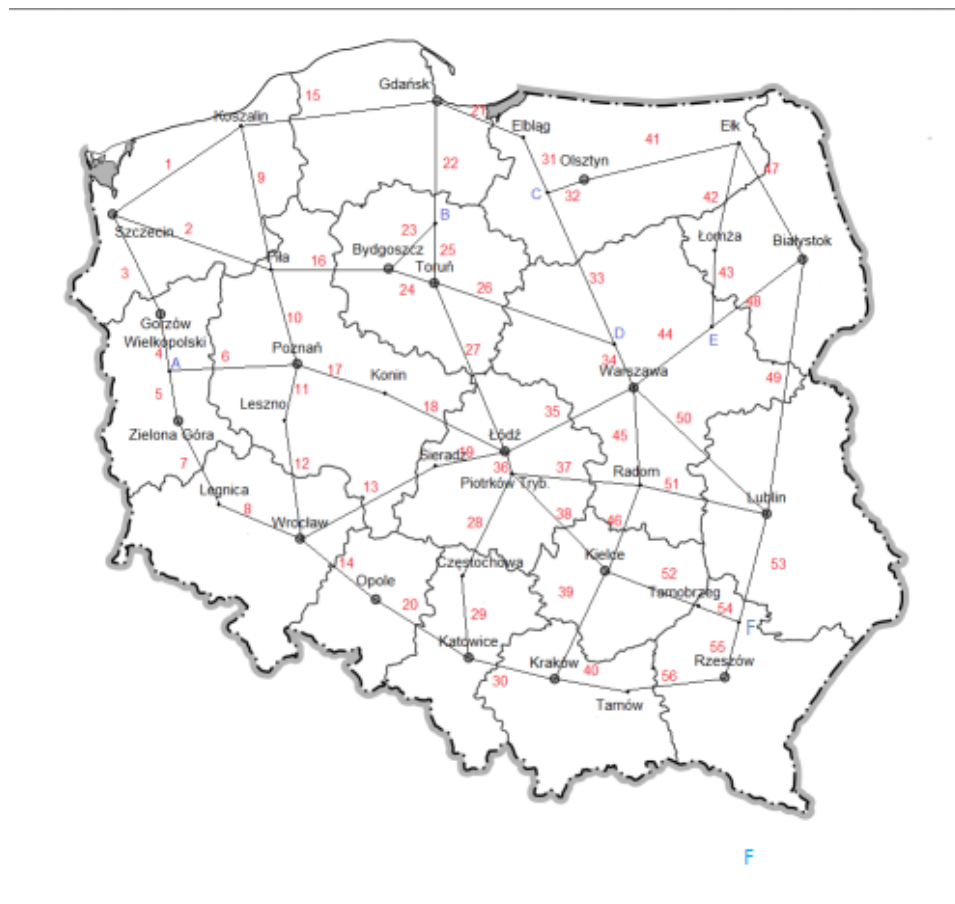 Gdańsk
15
21
Koszalin
Elbląg
Ełk
41
1
31
Olsztyn
22
47
9
C
32
42
B
Szczecin
2
23
Łomża
Białystok
Bydgoszcz
25
Piła
16
Toruń
3
24
26
33
43
48
Gorzów
Wielkopolski
10
D
44
E
4
A
6
Poznań
27
34
17
Konin
Warszawa
49
5
11
Leszno
18
35
50
Zielona Góra
Łódź
45
7
12
Sieradz
19
36
37
Radom
Legnica
13
Piotrków Tryb.
51
Lublin
8
Wrocław
38
46
28
14
Częstochowa
Kielce
53
Opole
39
52
Tarnobrzeg
20
29
54
F
Katowice
55
Kraków
40
Rzeszów
30
56
Tarnów
F